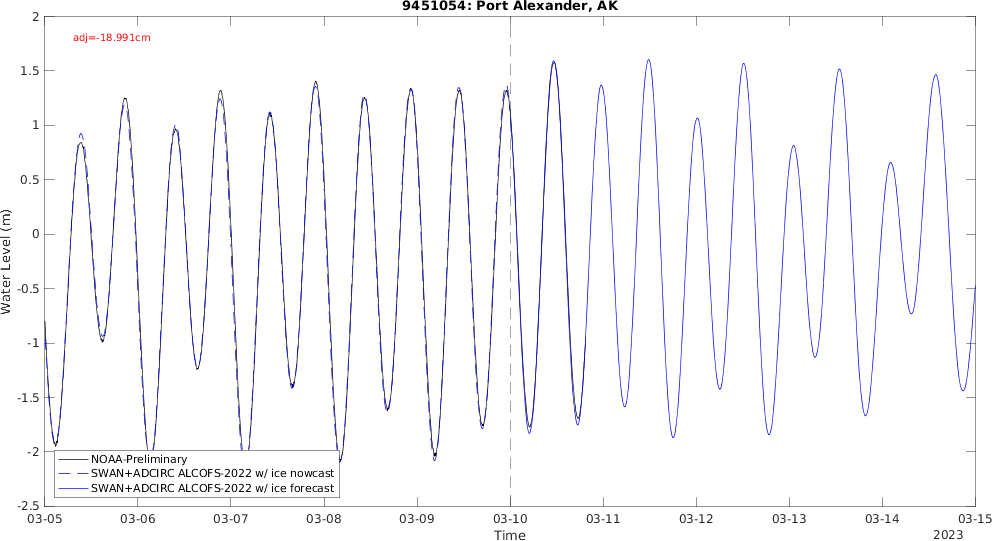 9451054: Port Alexander, AK
adj=-18.991cm
Water Level (m)
2
1.5
1
0.5
0
-0.5
-1
-1.5
-2
-2.5
NOAA-Preliminary
SWAN+ADCIRC ALCOFS-2022 w/ ice nowcast
SWAN+ADCIRC ALCOFS-2022 w/ ice forecast
03-05 03-06 03-07 03-08 03-09 03-10 03-11 03-12 03-13 03-14 03-15
Time
2023